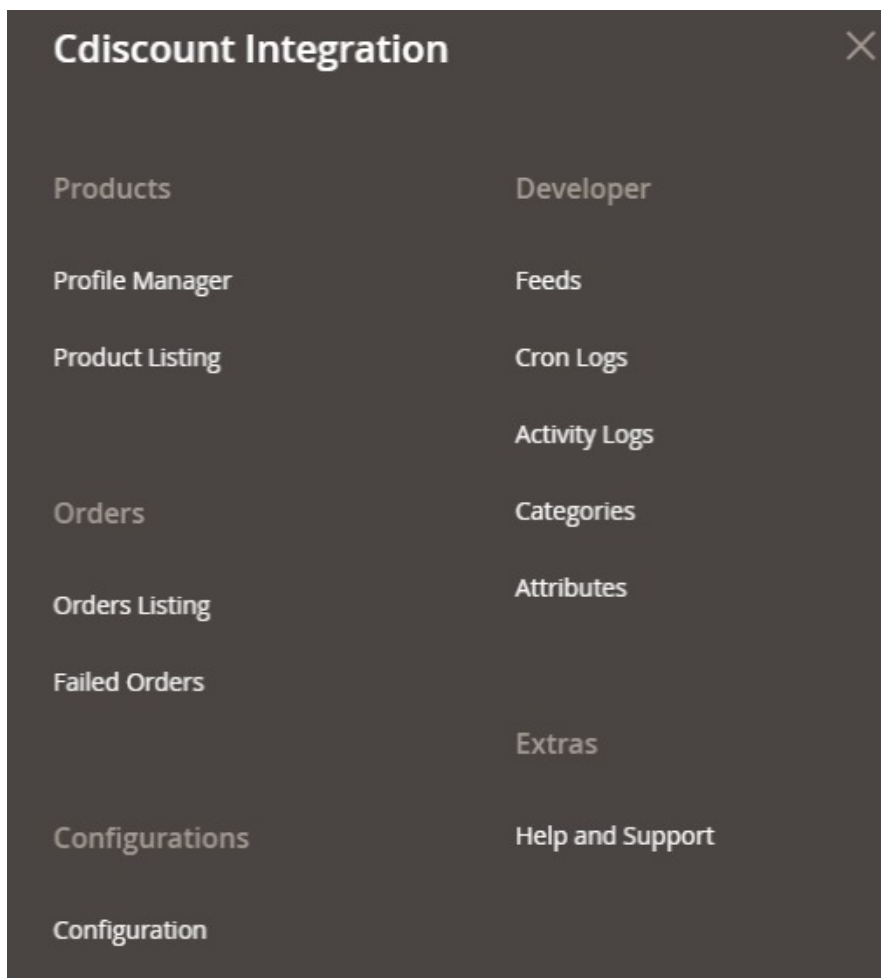 Cdiscount Integration
Products
Profile Manager
Product Listing
Orders
Orders Listing
Failed Orders
Configurations
Configuration
Developer
Feeds
Cron Logs
Activity Logs
Categories
Attributes
Extras
Help and Support